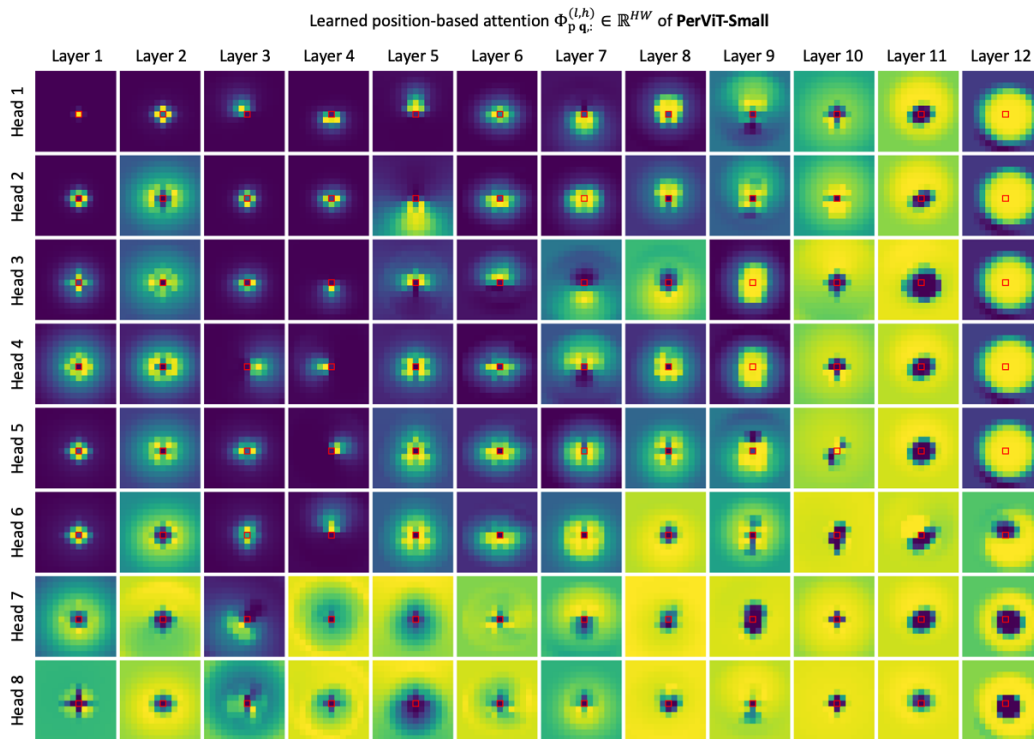 Learned position-based attention Φ_{p q,:}^{(l,h)} ∈ ℝ^{HW} of PerViT-Small
Layer 1 Layer 2 Layer 3 Layer 4 Layer 5 Layer 6 Layer 7 Layer 8 Layer 9 Layer 10 Layer 11 Layer 12
Head 1
Head 2
Head 3
Head 4
Head 5
Head 6
Head 7
Head 8